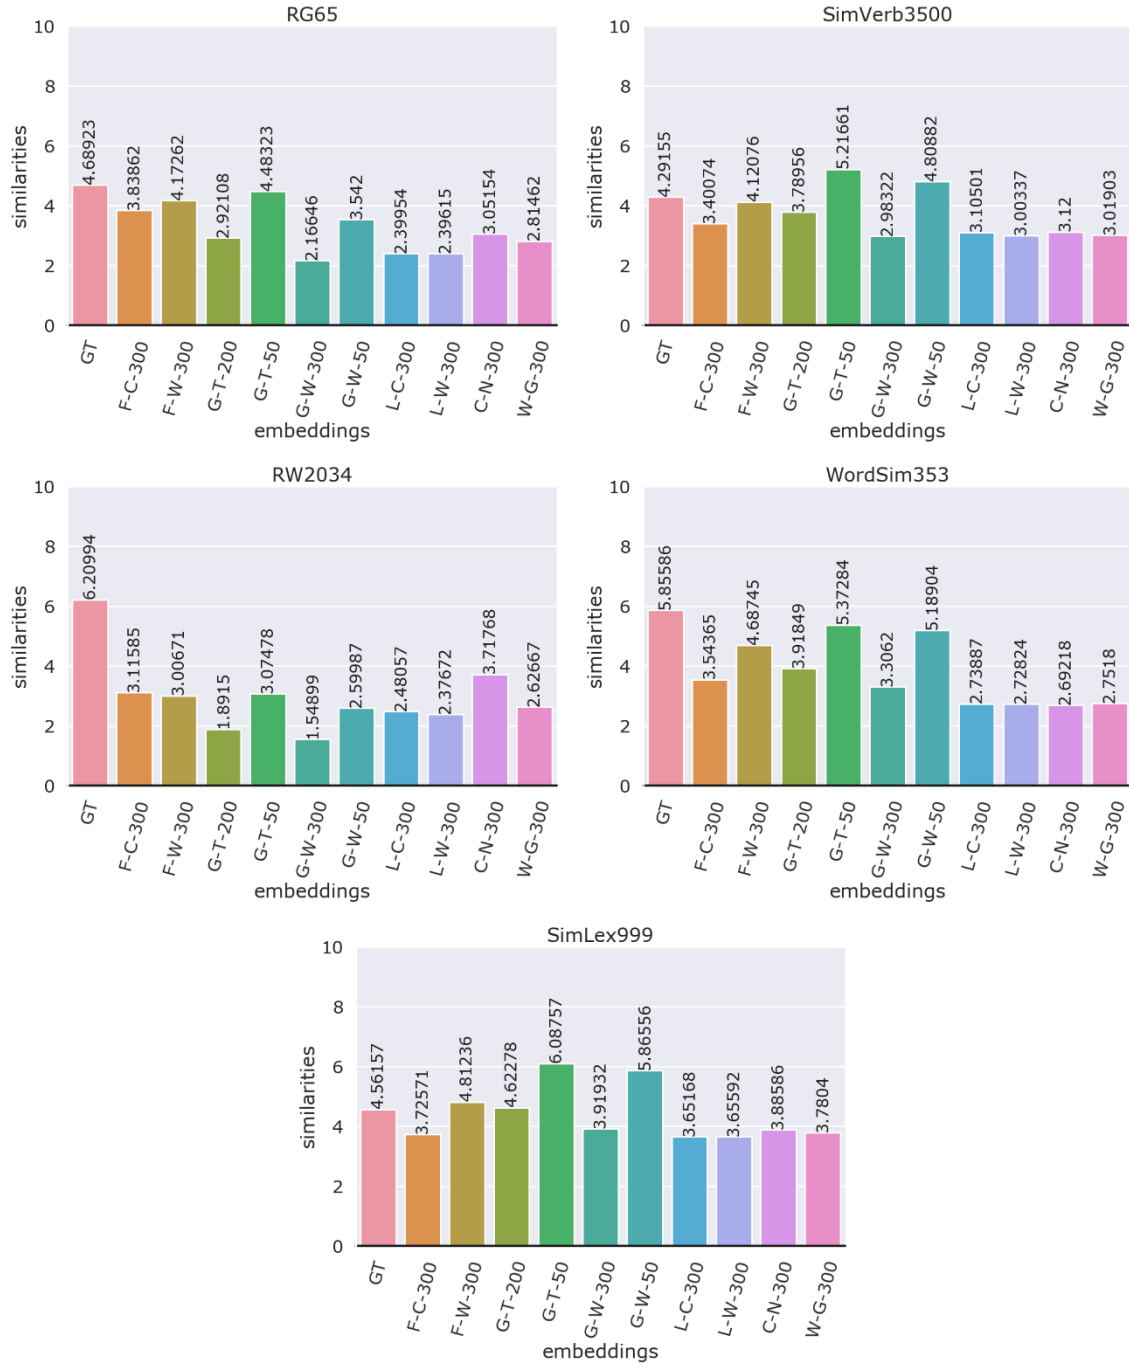 RG65
10
8
6
4
2
0
similarities
4.68923
3.83862
4.17262
2.92108
4.48323
2.16646
3.542
2.39954
2.39615
3.05154
2.81462
GT
F-C-300
F-W-300
G-T-200
G-T-50
G-W-300
G-W-50
L-C-300
L-W-300
C-N-300
W-G-300
embeddings
SimVerb3500
10
8
6
4
2
0
similarities
4.29155
3.40074
4.12076
3.78956
5.21661
2.98322
4.80882
3.10501
3.00337
3.12
3.01903
GT
F-C-300
F-W-300
G-T-200
G-T-50
G-W-300
G-W-50
L-C-300
L-W-300
C-N-300
W-G-300
embeddings
RW2034
10
8
6
4
2
0
similarities
6.20994
3.11585
3.00671
1.8915
3.07478
1.54899
2.59987
2.48057
2.37672
3.71768
2.62667
GT
F-C-300
F-W-300
G-T-200
G-T-50
G-W-300
G-W-50
L-C-300
L-W-300
C-N-300
W-G-300
embeddings
WordSim353
10
8
6
4
2
0
similarities
5.85586
3.54365
4.68745
3.91849
5.37284
3.3062
5.18904
2.73887
2.72824
2.69218
2.7518
GT
F-C-300
F-W-300
G-T-200
G-T-50
G-W-300
G-W-50
L-C-300
L-W-300
C-N-300
W-G-300
embeddings
SimLex999
10
8
6
4
2
0
similarities
4.56157
3.72571
4.81236
4.62278
6.08757
3.91932
5.86556
3.65168
3.65592
3.88586
3.7804
GT
F-C-300
F-W-300
G-T-200
G-T-50
G-W-300
G-W-50
L-C-300
L-W-300
C-N-300
W-G-300
embeddings